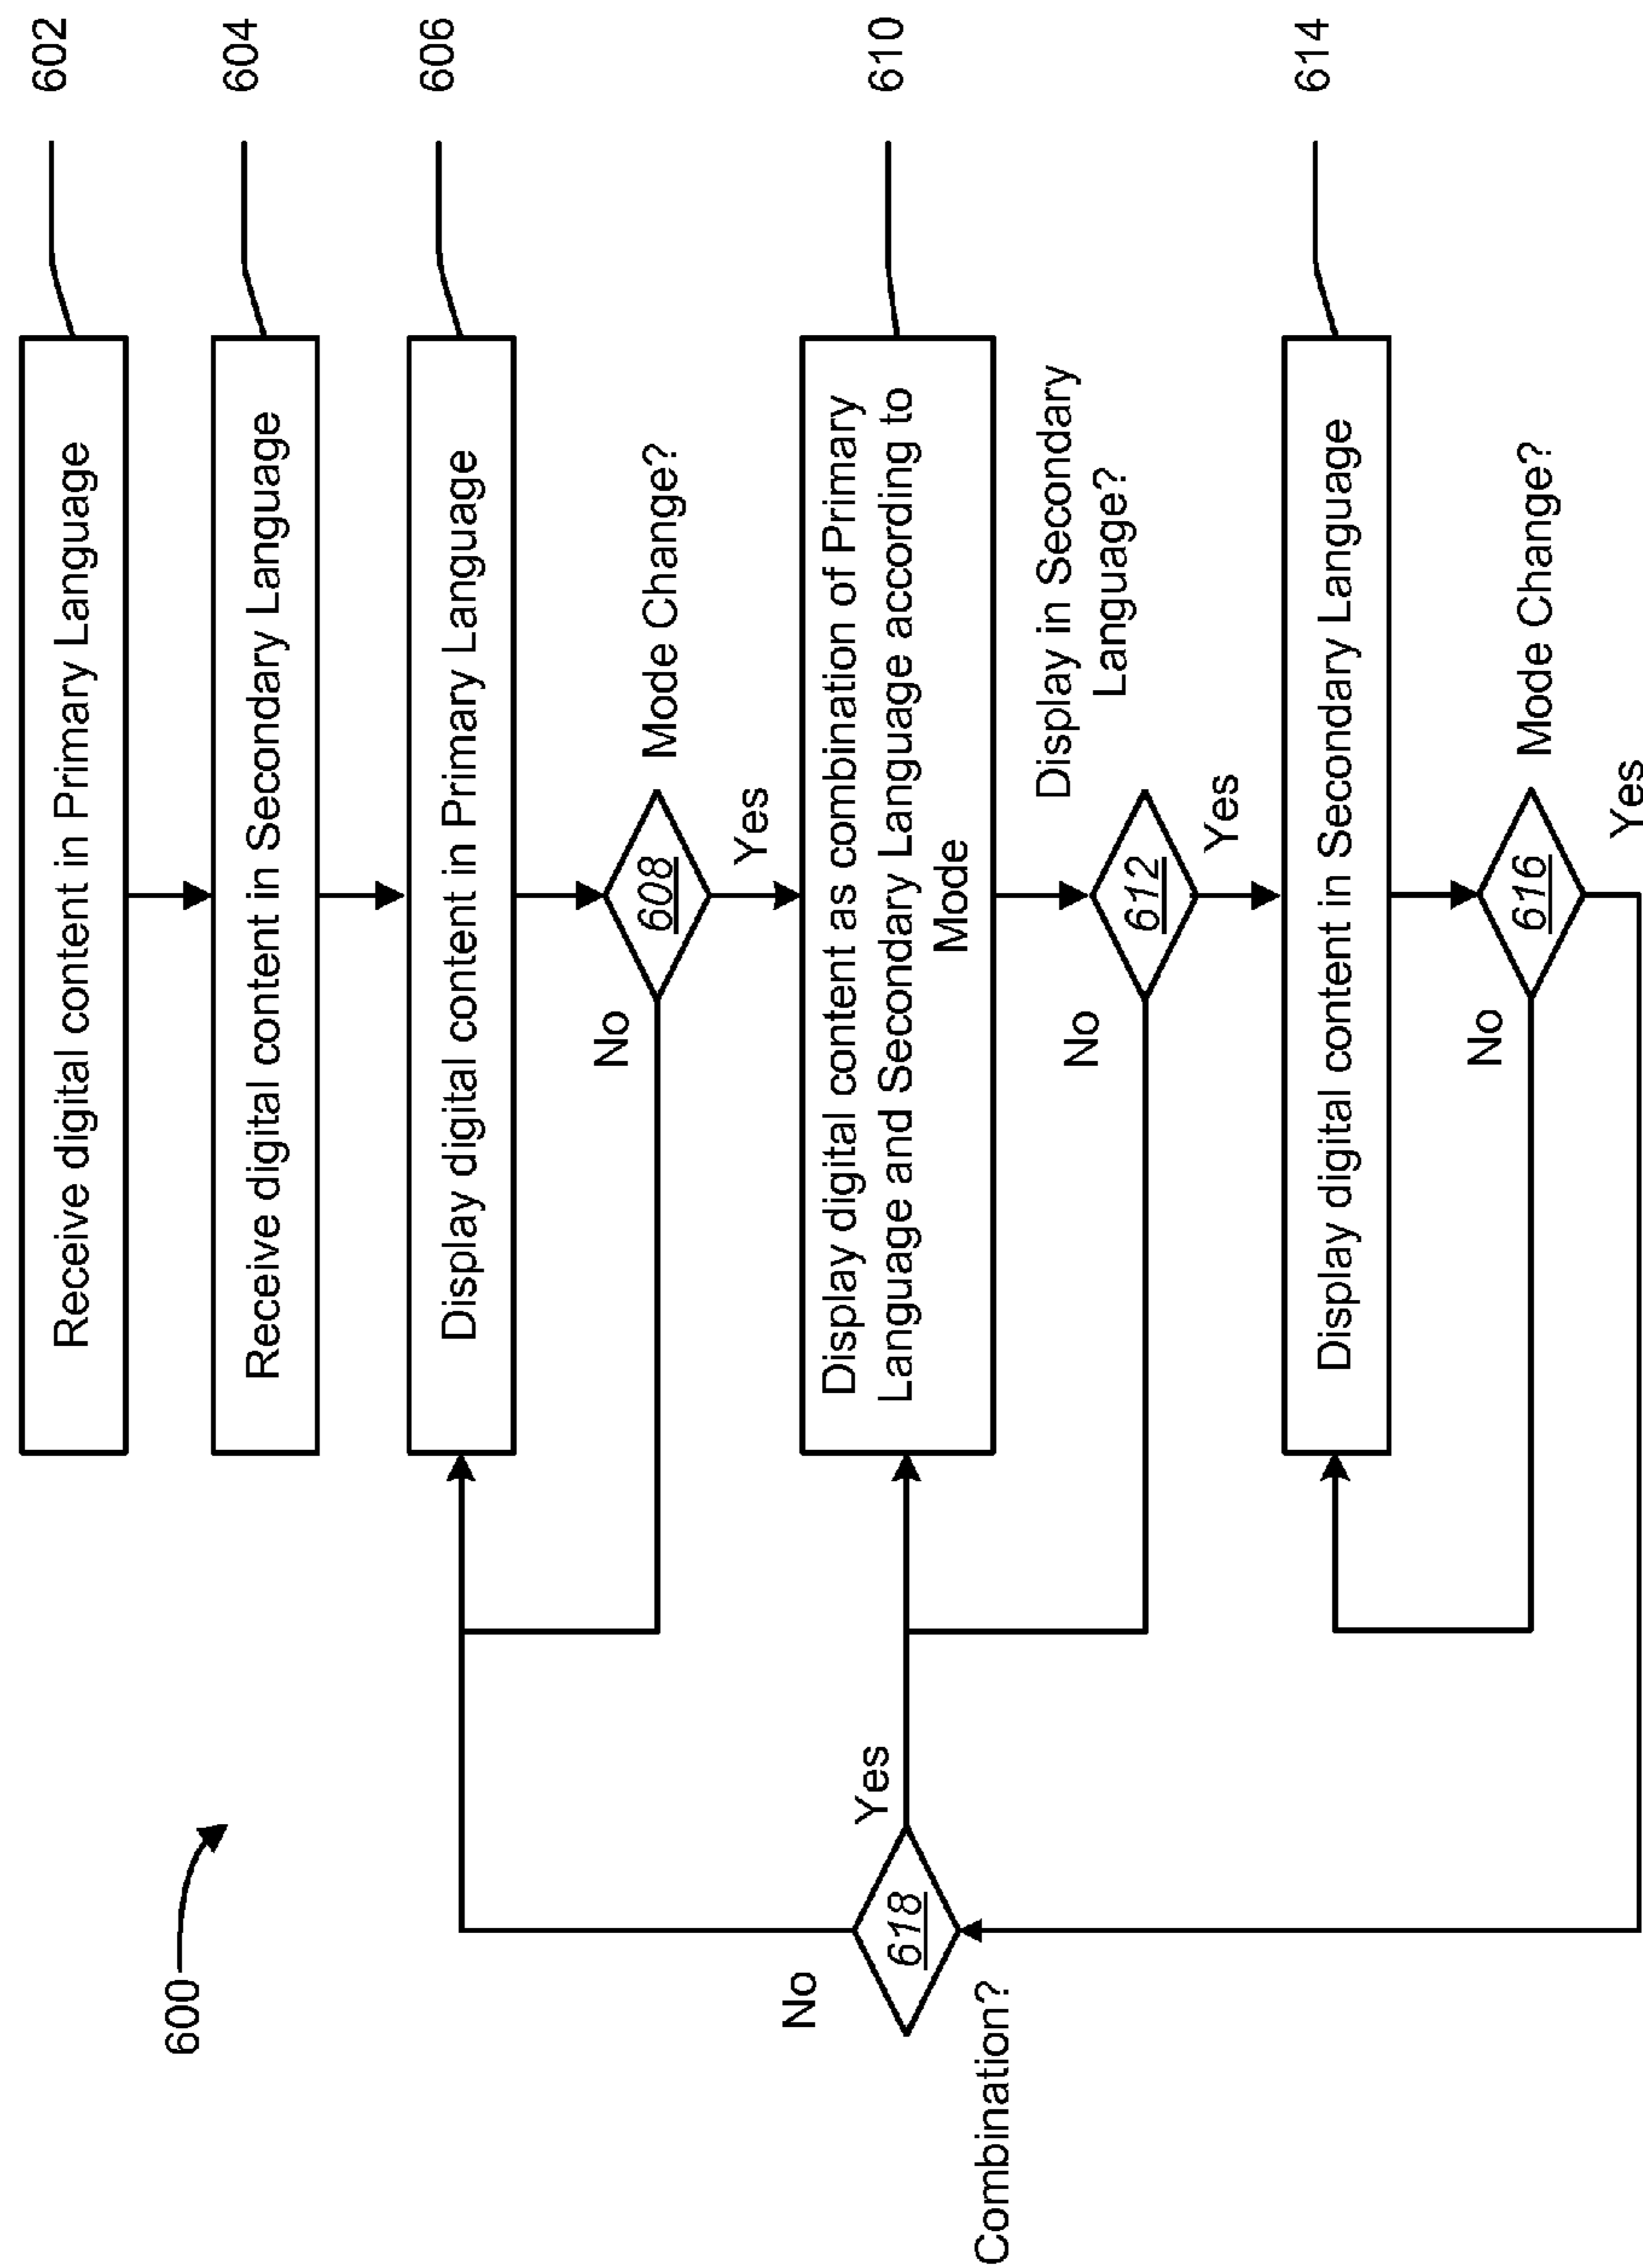 600
Receive digital content in Primary Language
602
Receive digital content in Secondary Language
604
Display digital content in Primary Language
606
608
Mode Change?
No
Yes
Display digital content as combination of Primary
Language and Secondary Language according to
Mode
610
Display in Secondary
Language?
612
No
Yes
Display digital content in Secondary Language
614
616
Mode Change?
No
Yes
618
Combination?
No
Yes